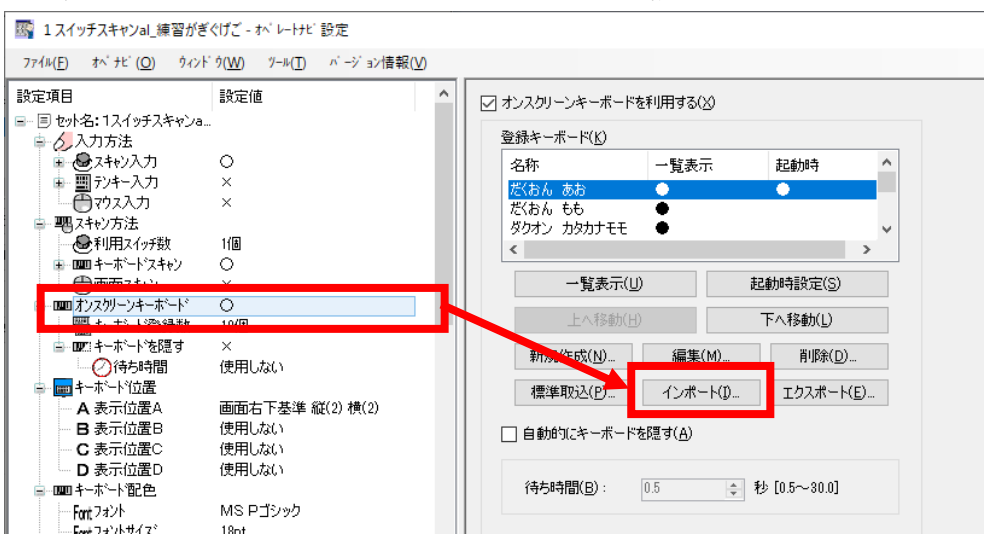 1スイッチスキャンal_練習がぎぐげご - ｵﾍﾟﾚｰﾄﾅﾋﾞ 設定
ﾌｧｲﾙ(F) ｵﾍﾟﾅﾋﾞ(O) ｳｨﾝﾄﾞｳ(W) ﾂｰﾙ(T) ﾊﾞｰｼﾞｮﾝ情報(V)
設定項目 設定値
セット名: 1スイッチスキャンa...
入力方法
スキャン入力 ○
テンキー入力 ×
マウス入力 ×
スキャン方法
利用スイッチ数 1個
キーボードスキャン ○
オンスクリーンキーボード ○
キーボードを隠す ×
待ち時間 使用しない
キーボード位置
A 表示位置A 画面右下基準 縦(2) 横(2)
B 表示位置B 使用しない
C 表示位置C 使用しない
D 表示位置D 使用しない
キーボード配色
Font フォント MS Pゴシック
Font フォントサイズ 18pt
オンスクリーンキーボードを利用する(X)
登録キーボード(K)
名称 一覧表示 起動時
だくおん あお ● ●
だくおん もも ●
ダクオン カタカナモモ ●
一覧表示(U) 起動時設定(S)
上へ移動(H) 下へ移動(L)
新規作成(N)... 編集(M)... 削除(D)...
標準取込(P)... インポート(I)... エクスポート(E)...
自動的にキーボードを隠す(A)
待ち時間(B): 0.5 秒 [0.5～30.0]